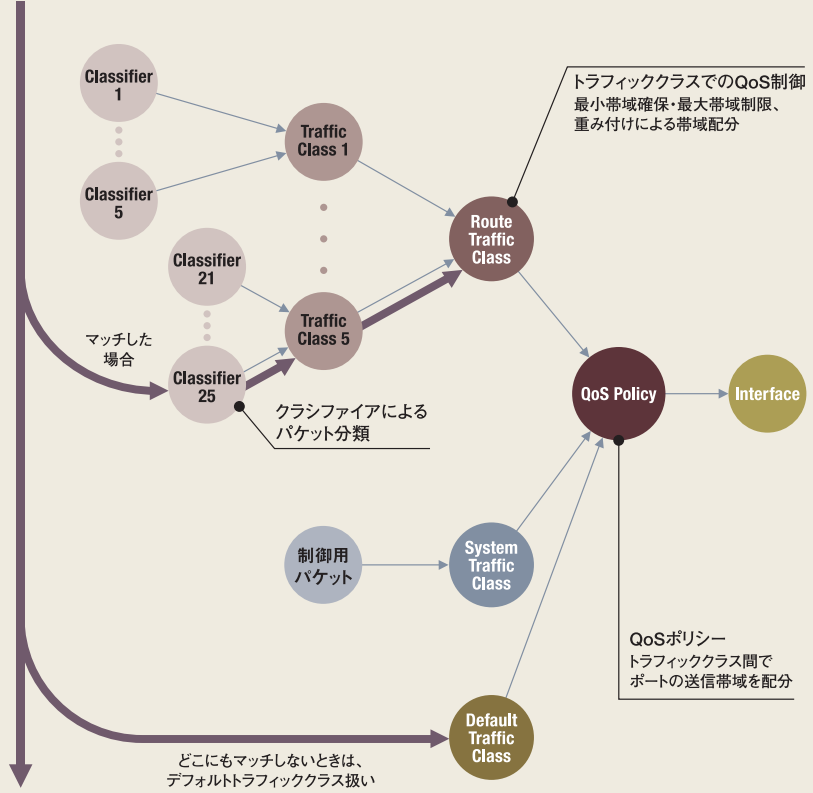 Classifier
1
Classifier
5
Traffic
Class 1
トラフィッククラスでのQoS制御
最小帯域確保・最大帯域制限、
重み付けによる帯域配分
Route
Traffic
Class
Classifier
21
Traffic
Class 5
マッチした
場合
Classifier
25
クラシファイアによる
パケット分類
QoS Policy
Interface
制御用
パケット
System
Traffic
Class
QoSポリシー
トラフィッククラス間で
ポートの送信帯域を配分
Default
Traffic
Class
どこにもマッチしないときは、
デフォルトトラフィッククラス扱い